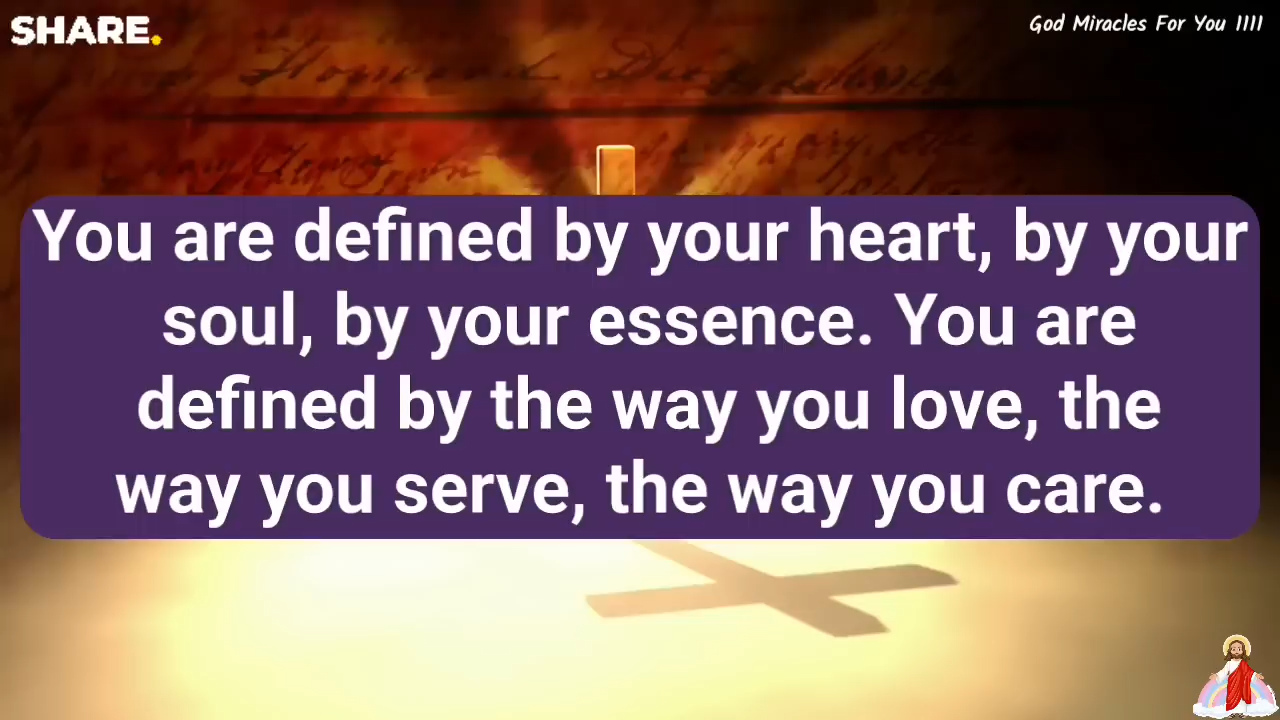 SHARE.
God Miracles For You 1111
You are defined by your heart, by your
soul, by your essence. You are
defined by the way you love, the
way you serve, the way you care.